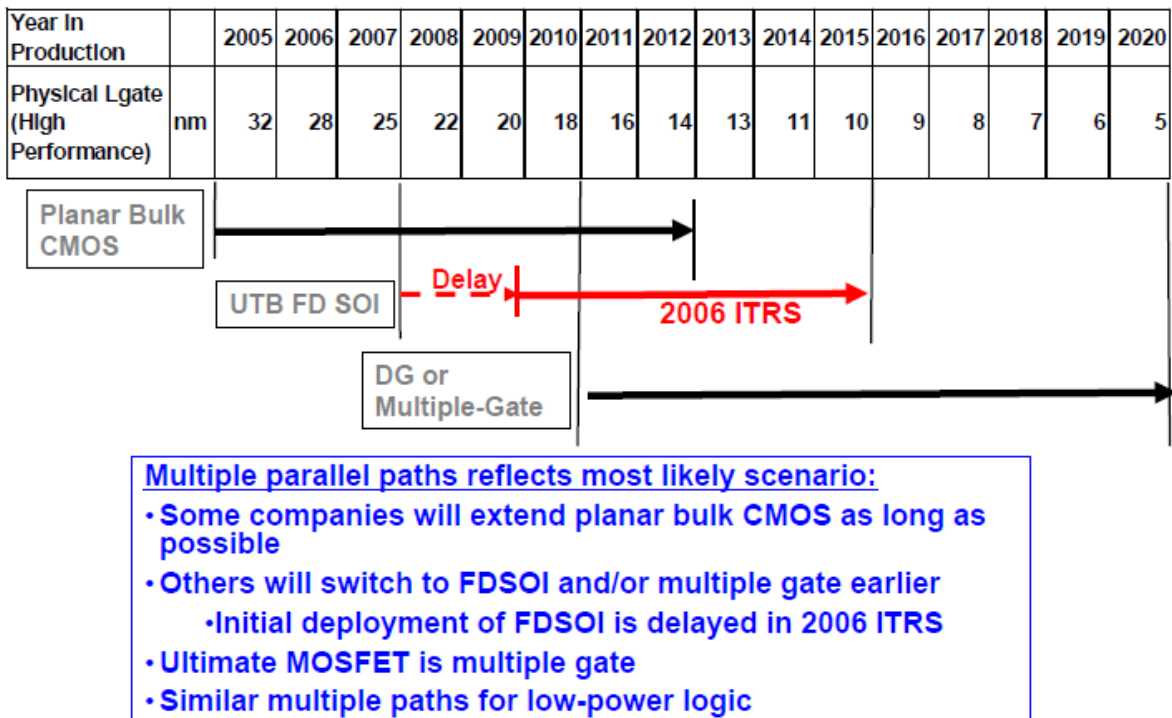 Year in Production 2005 2006 2007 2008 2009 2010 2011 2012 2013 2014 2015 2016 2017 2018 2019 2020
Physical Lgate (High Performance) nm 32 28 25 22 20 18 16 14 13 11 10 9 8 7 6 5
Planar Bulk
CMOS
Delay
UTB FD SOI
2006 ITRS
DG or
Multiple-Gate
Multiple parallel paths reflects most likely scenario:
• Some companies will extend planar bulk CMOS as long as
possible
• Others will switch to FDSOI and/or multiple gate earlier
•Initial deployment of FDSOI is delayed in 2006 ITRS
• Ultimate MOSFET is multiple gate
• Similar multiple paths for low-power logic